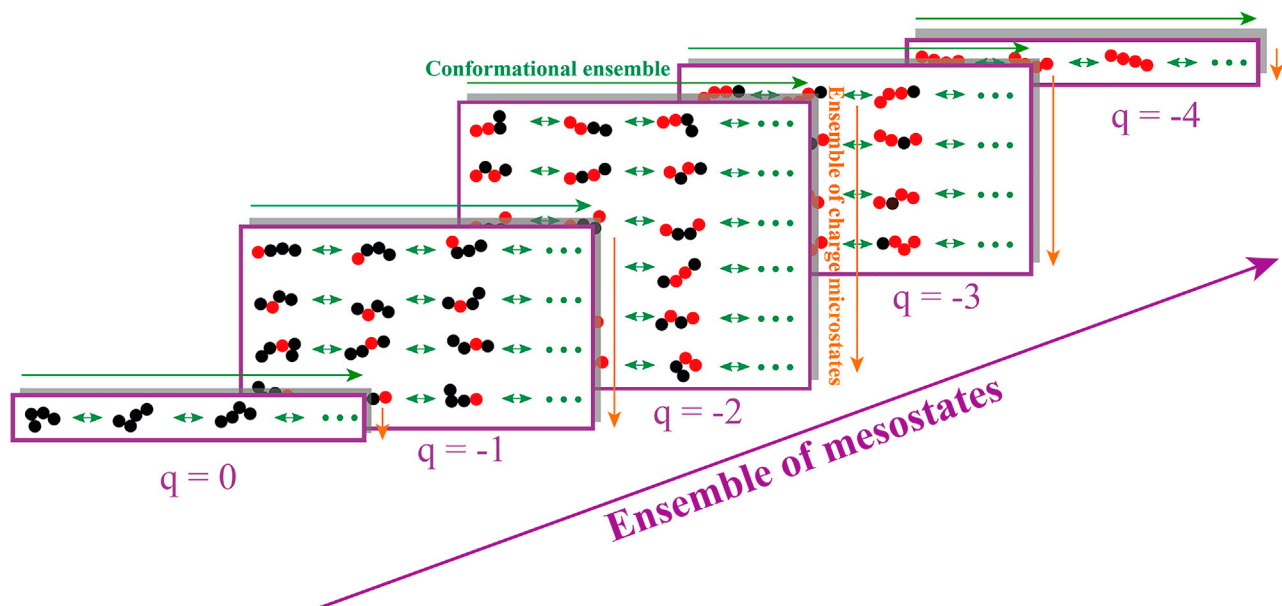 Conformational ensemble
Ensemble of charge microstates
q = -4
q = -3
q = -2
q = -1
q = 0
Ensemble of mesostates